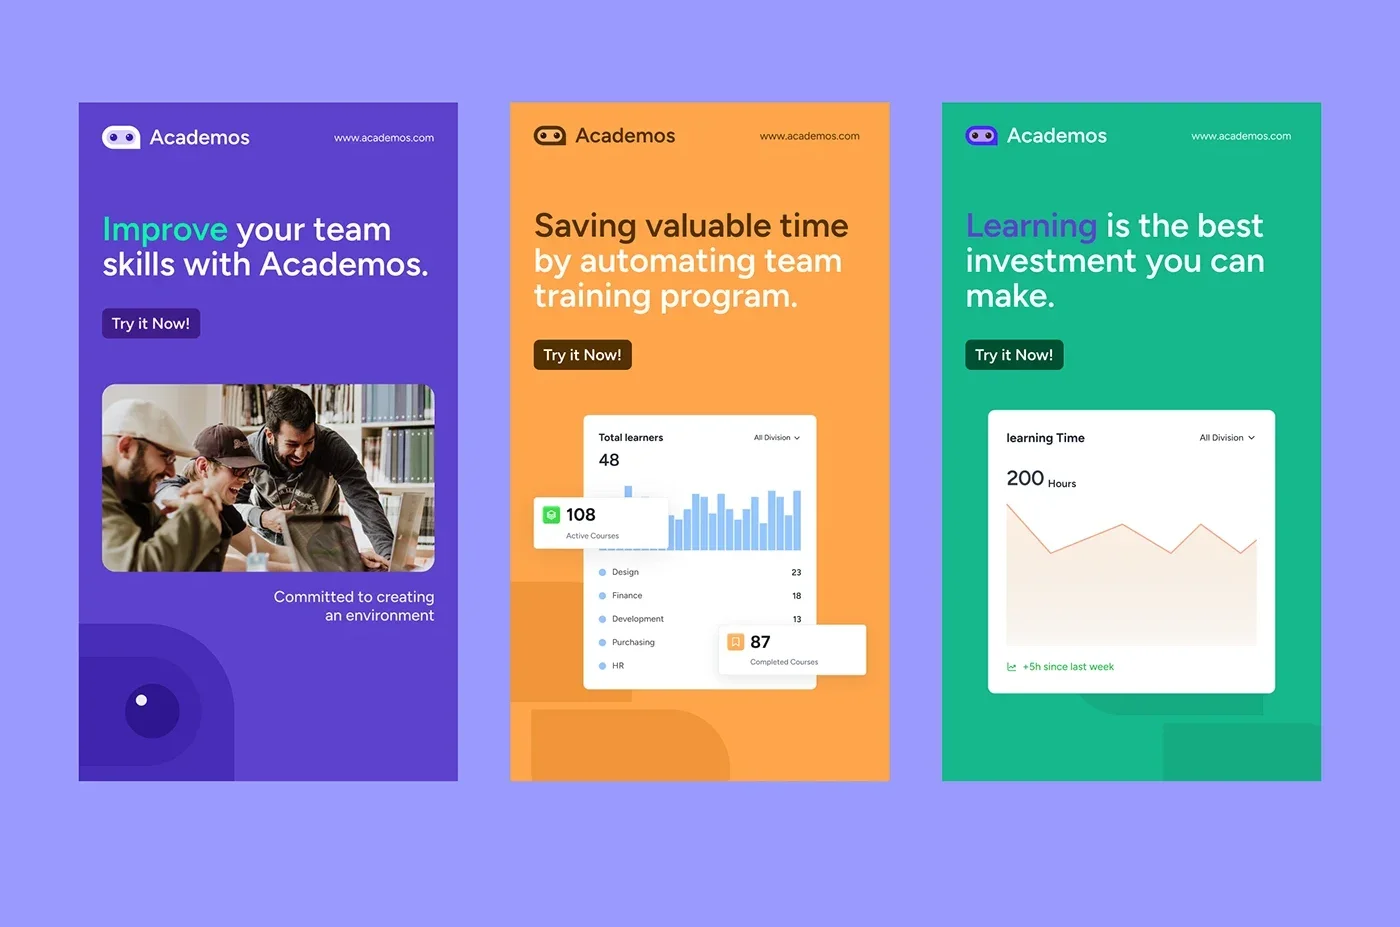 Academos
www.academos.com
Improve your team
skills with Academos.
Try it Now!
Committed to creating
an environment
Academos
www.academos.com
Saving valuable time
by automating team
training program.
Try it Now!
Total learners
All Division
48
108
Active Courses
Design 23
Finance 18
Development 13
Purchasing
HR
87
Completed Courses
Academos
www.academos.com
Learning is the best
investment you can
make.
Try it Now!
learning Time
All Division
200 Hours
+5h since last week